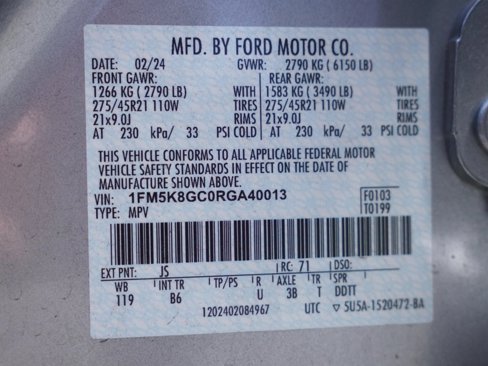 MFD. BY FORD MOTOR CO.
DATE: 02/24 GVWR: 2790 KG (6150 LB)
FRONT GAWR: REAR GAWR:
1266 KG (2790 LB) WITH 1583 KG (3490 LB) WITH
275/45R21 110W TIRES 275/45R21 110W TIRES
21x9.0J RIMS 21x9.0J RIMS
AT 230 kPa/ 33 PSI COLD AT 230 kPa/ 33 PSI COLD
THIS VEHICLE CONFORMS TO ALL APPLICABLE FEDERAL MOTOR
VEHICLE SAFETY STANDARDS IN EFFECT ON THE DATE OF
MANUFACTURE SHOWN ABOVE.
VIN: 1FM5K8GC0RGA40013 F0103
TYPE: MPV T0199
EXT PNT: JS RC: 71 DSO:
WB INT TR TP/PS R AXLE TR SPR
119 B6 U 3B T DDTT
1202402084967 UTC ▽ 5U5A-1520472-BA